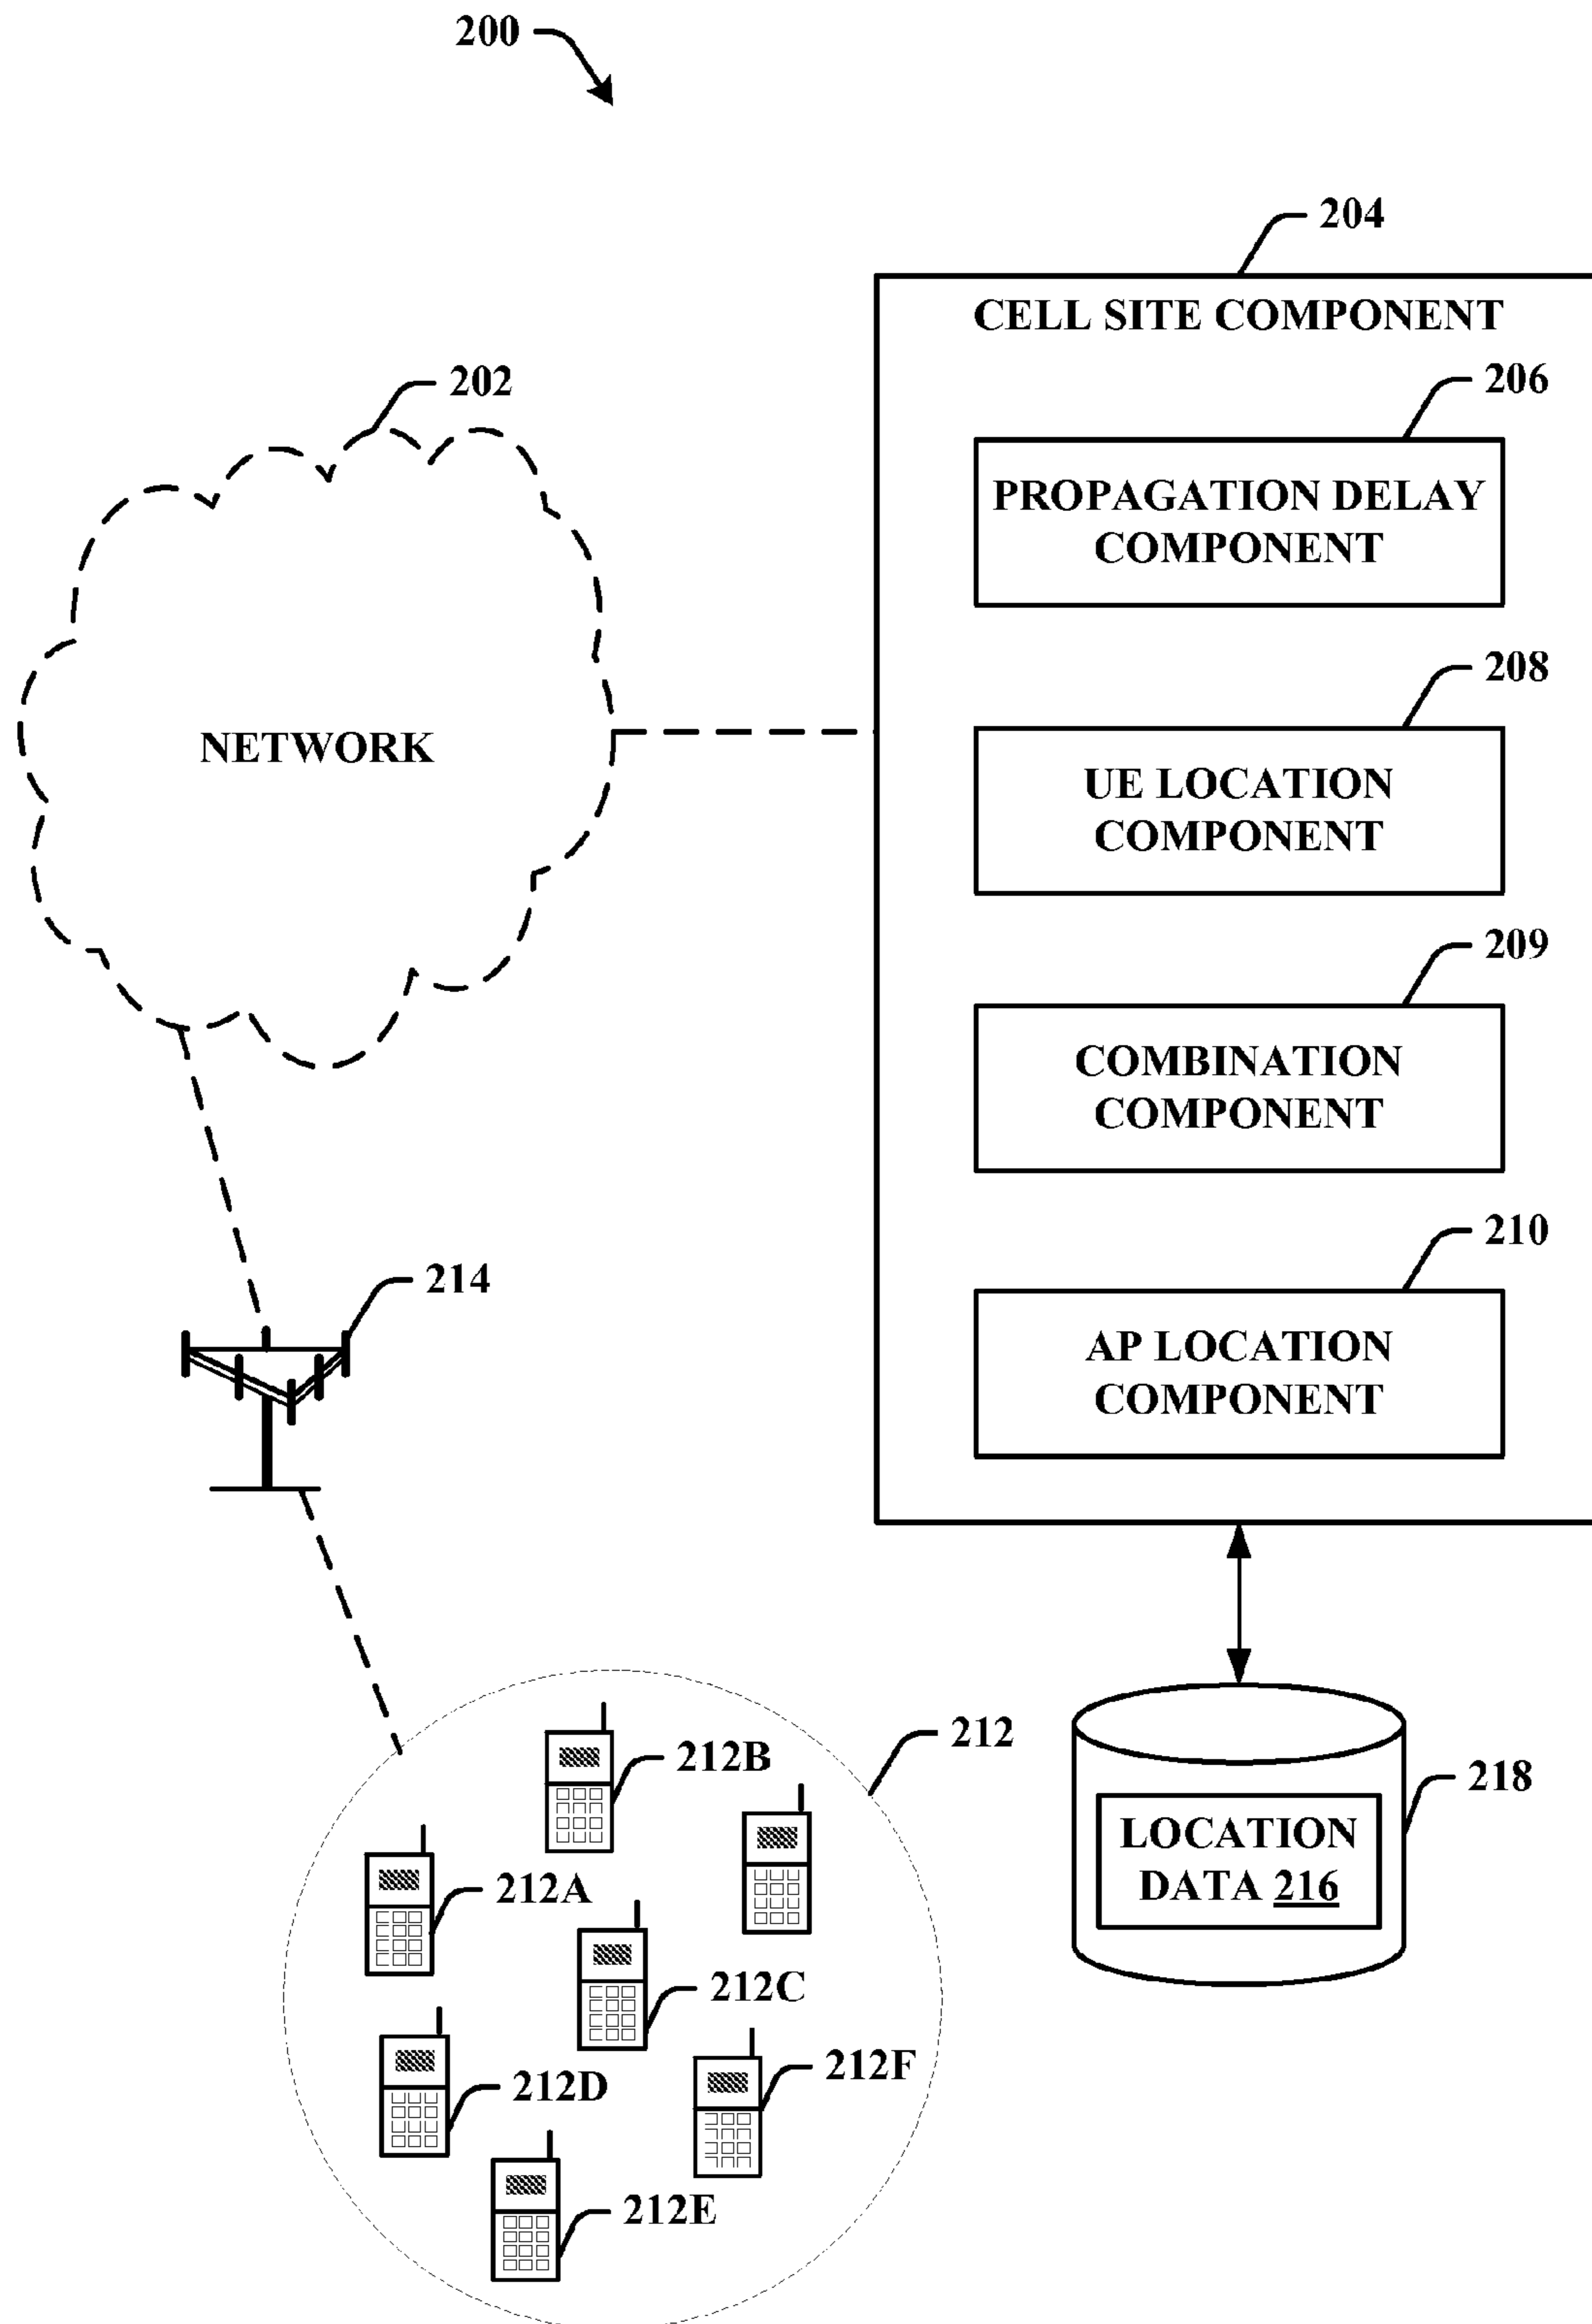 200
204
CELL SITE COMPONENT
202
206
PROPAGATION DELAY
COMPONENT
208
UE LOCATION
COMPONENT
NETWORK
209
COMBINATION
COMPONENT
210
AP LOCATION
COMPONENT
214
212
212B
218
LOCATION
DATA 216
212A
212C
212F
212D
212E